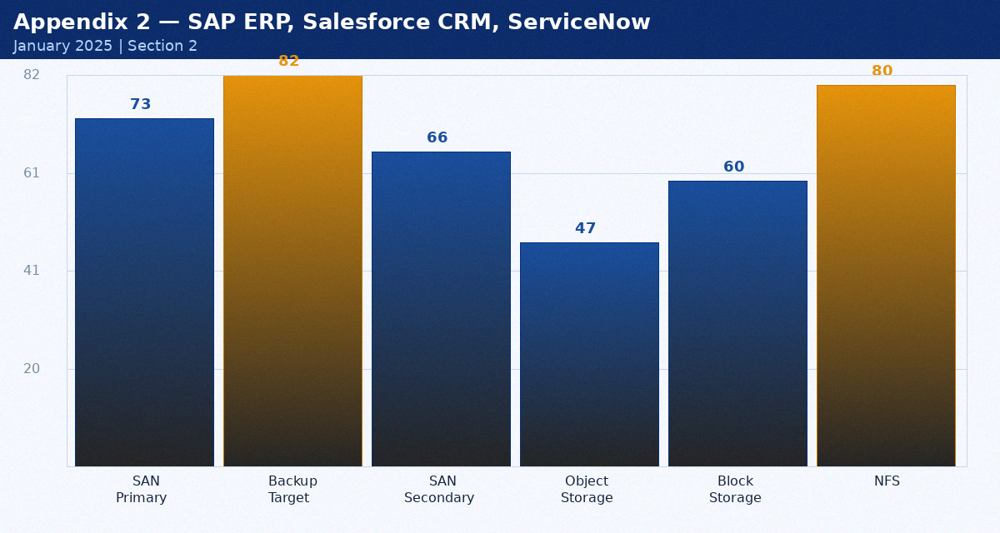 Appendix 2 — SAP ERP, Salesforce CRM, ServiceNow
January 2025 | Section 2
82
61
41
20
73
82
66
47
60
80
SAN
Primary
Backup
Target
SAN
Secondary
Object
Storage
Block
Storage
NFS